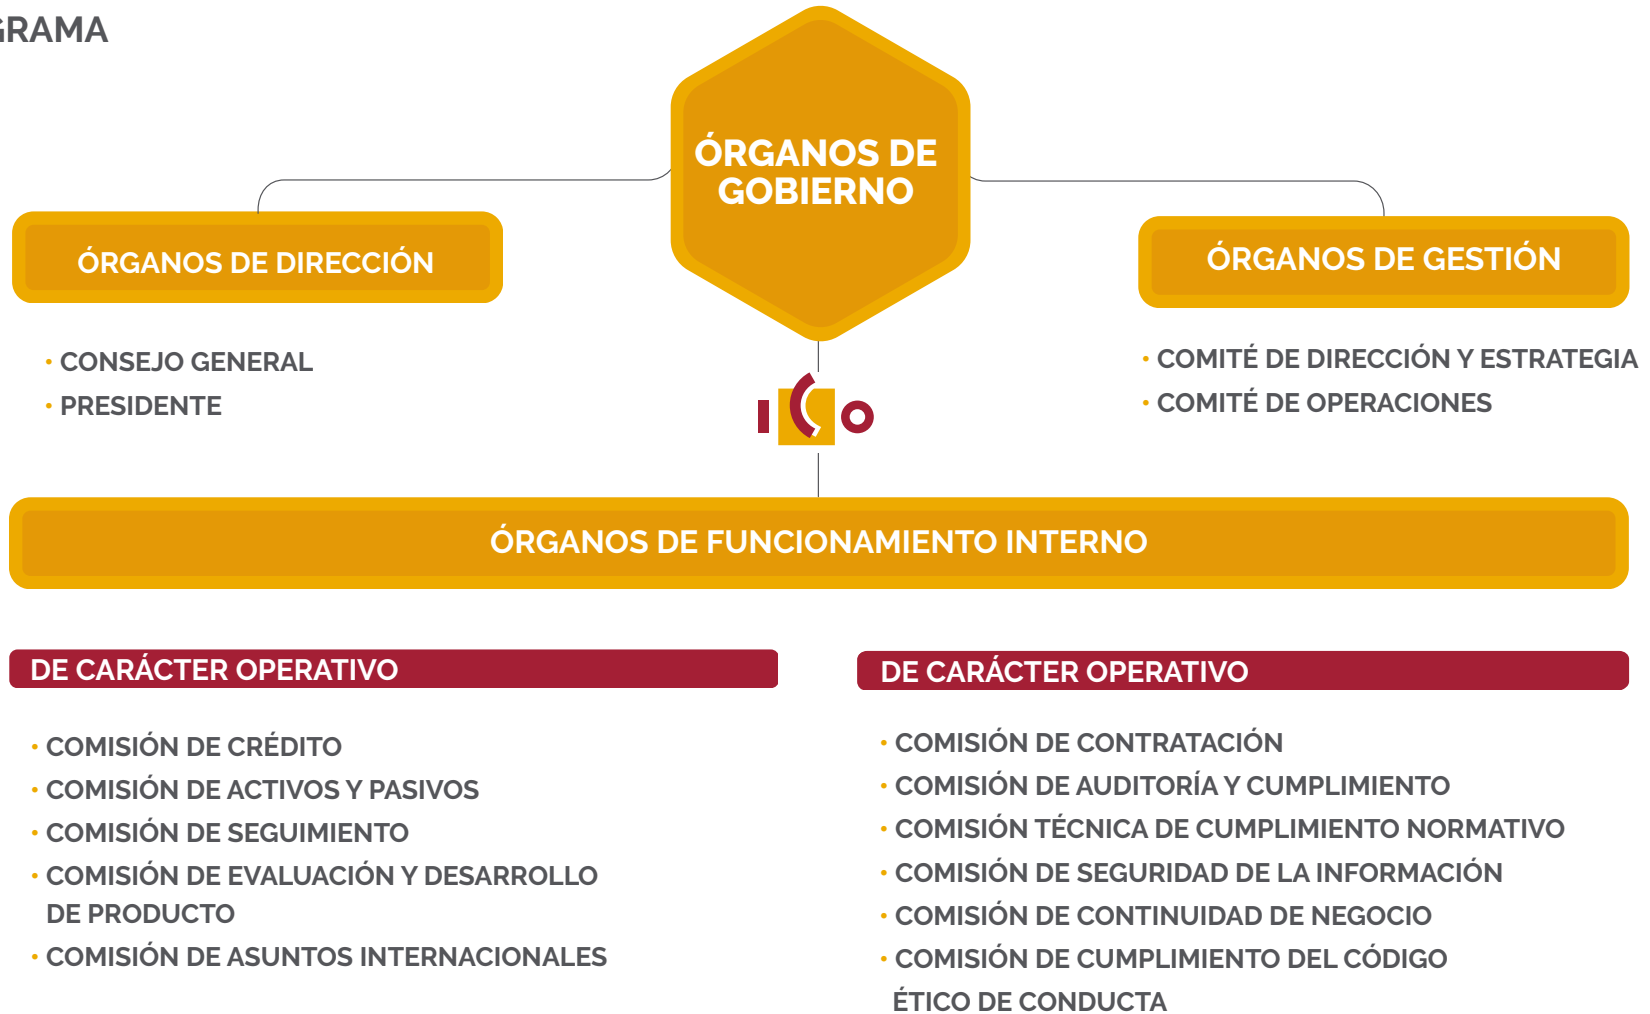 GRAMA
ÓRGANOS DE
GOBIERNO
ÓRGANOS DE DIRECCIÓN
• CONSEJO GENERAL
• PRESIDENTE
ÓRGANOS DE GESTIÓN
• COMITÉ DE DIRECCIÓN Y ESTRATEGIA
• COMITÉ DE OPERACIONES
ICO
ÓRGANOS DE FUNCIONAMIENTO INTERNO
DE CARÁCTER OPERATIVO
• COMISIÓN DE CRÉDITO
• COMISIÓN DE ACTIVOS Y PASIVOS
• COMISIÓN DE SEGUIMIENTO
• COMISIÓN DE EVALUACIÓN Y DESARROLLO
DE PRODUCTO
• COMISIÓN DE ASUNTOS INTERNACIONALES
DE CARÁCTER OPERATIVO
• COMISIÓN DE CONTRATACIÓN
• COMISIÓN DE AUDITORÍA Y CUMPLIMIENTO
• COMISIÓN TÉCNICA DE CUMPLIMIENTO NORMATIVO
• COMISIÓN DE SEGURIDAD DE LA INFORMACIÓN
• COMISIÓN DE CONTINUIDAD DE NEGOCIO
• COMISIÓN DE CUMPLIMIENTO DEL CÓDIGO
ÉTICO DE CONDUCTA